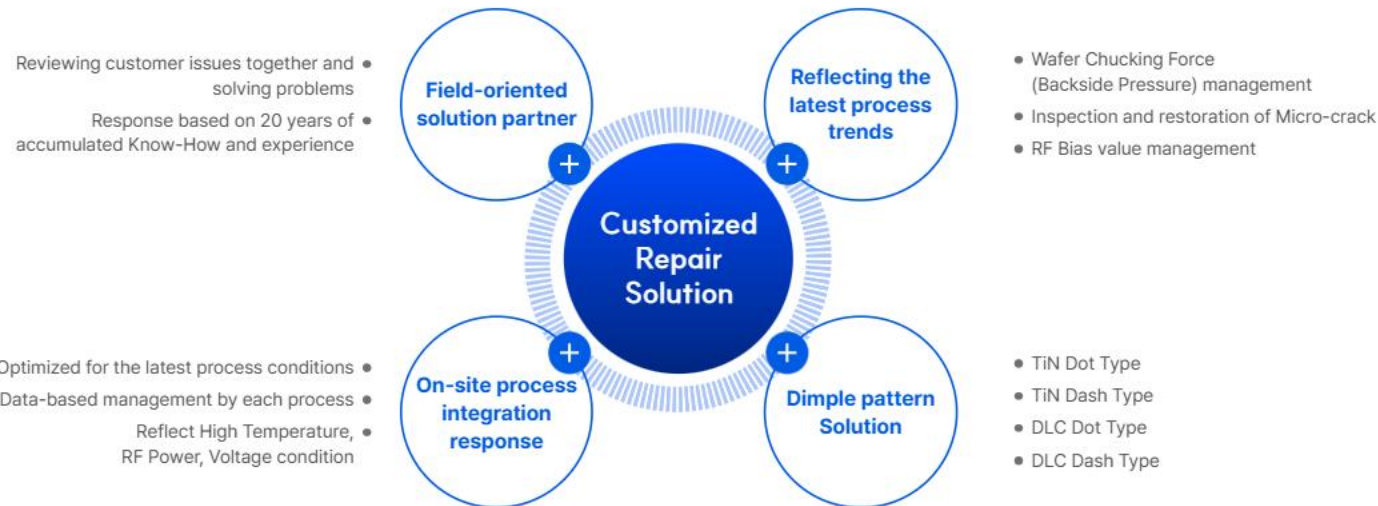 Reviewing customer issues together and
solving problems
Response based on 20 years of
accumulated Know-How and experience
Field-oriented
solution partner
Reflecting the
latest process
trends
Wafer Chucking Force
(Backside Pressure) management
Inspection and restoration of Micro-crack
RF Bias value management
Customized
Repair
Solution
Optimized for the latest process conditions
Data-based management by each process
Reflect High Temperature,
RF Power, Voltage condition
On-site process
integration
response
Dimple pattern
Solution
TiN Dot Type
TiN Dash Type
DLC Dot Type
DLC Dash Type